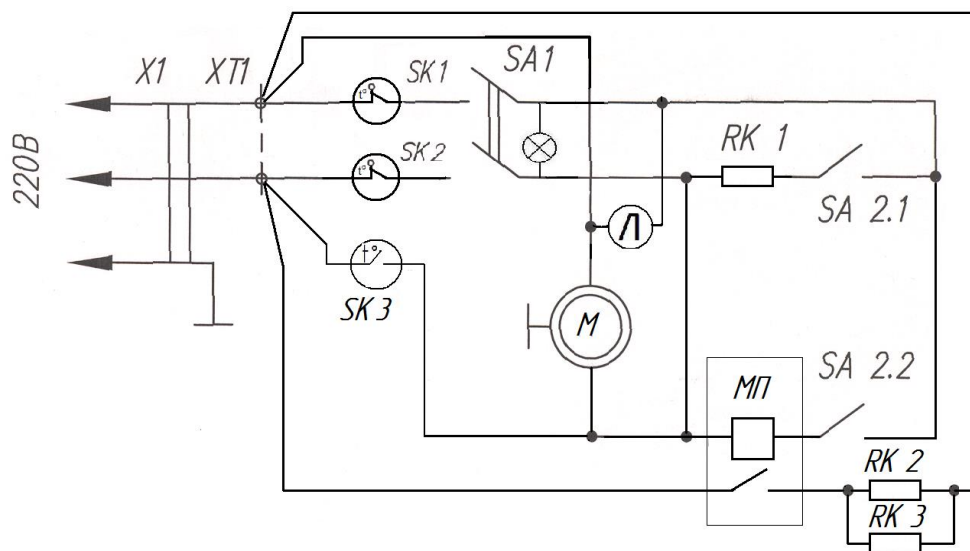 X1 XT1 SK1 SA1
t°
SK2 RK 1
t°
220В
SA 2.1
Л
t°
SK3 М
МП SA 2.2
RK 2
RK 3